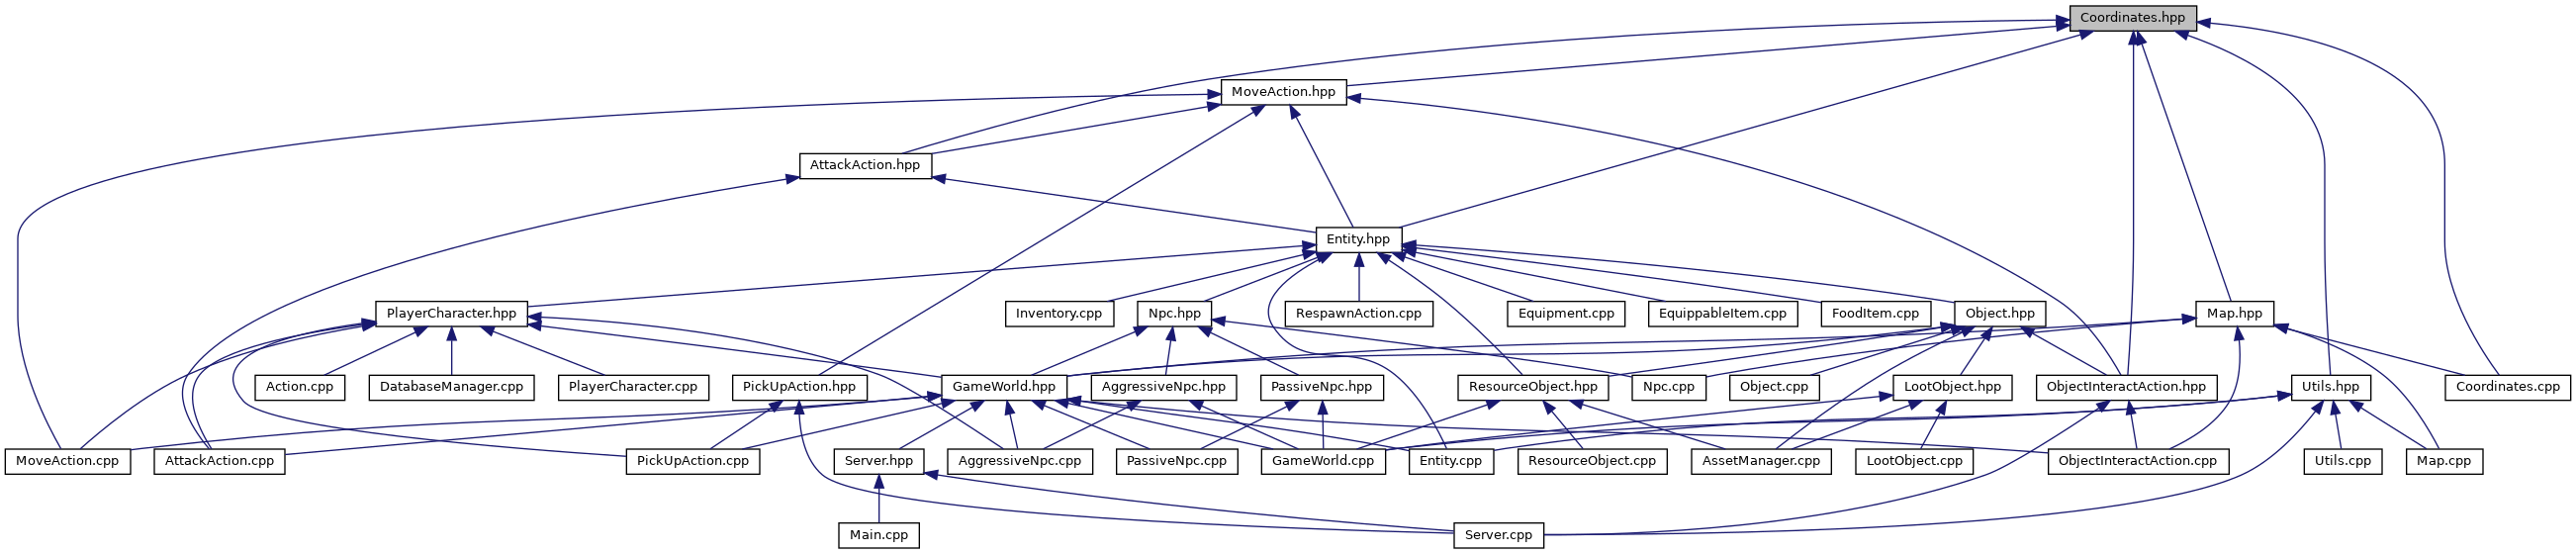 Coordinates.hpp
MoveAction.hpp
AttackAction.hpp
Entity.hpp
PlayerCharacter.hpp
Inventory.cpp
Npc.hpp
RespawnAction.cpp
Equipment.cpp
EquippableItem.cpp
FoodItem.cpp
Object.hpp
Map.hpp
Action.cpp
DatabaseManager.cpp
PlayerCharacter.cpp
PickUpAction.hpp
GameWorld.hpp
AggressiveNpc.hpp
PassiveNpc.hpp
ResourceObject.hpp
Npc.cpp
Object.cpp
LootObject.hpp
ObjectInteractAction.hpp
Utils.hpp
Coordinates.cpp
MoveAction.cpp
AttackAction.cpp
PickUpAction.cpp
Server.hpp
AggressiveNpc.cpp
PassiveNpc.cpp
GameWorld.cpp
Entity.cpp
ResourceObject.cpp
AssetManager.cpp
LootObject.cpp
ObjectInteractAction.cpp
Utils.cpp
Map.cpp
Main.cpp
Server.cpp